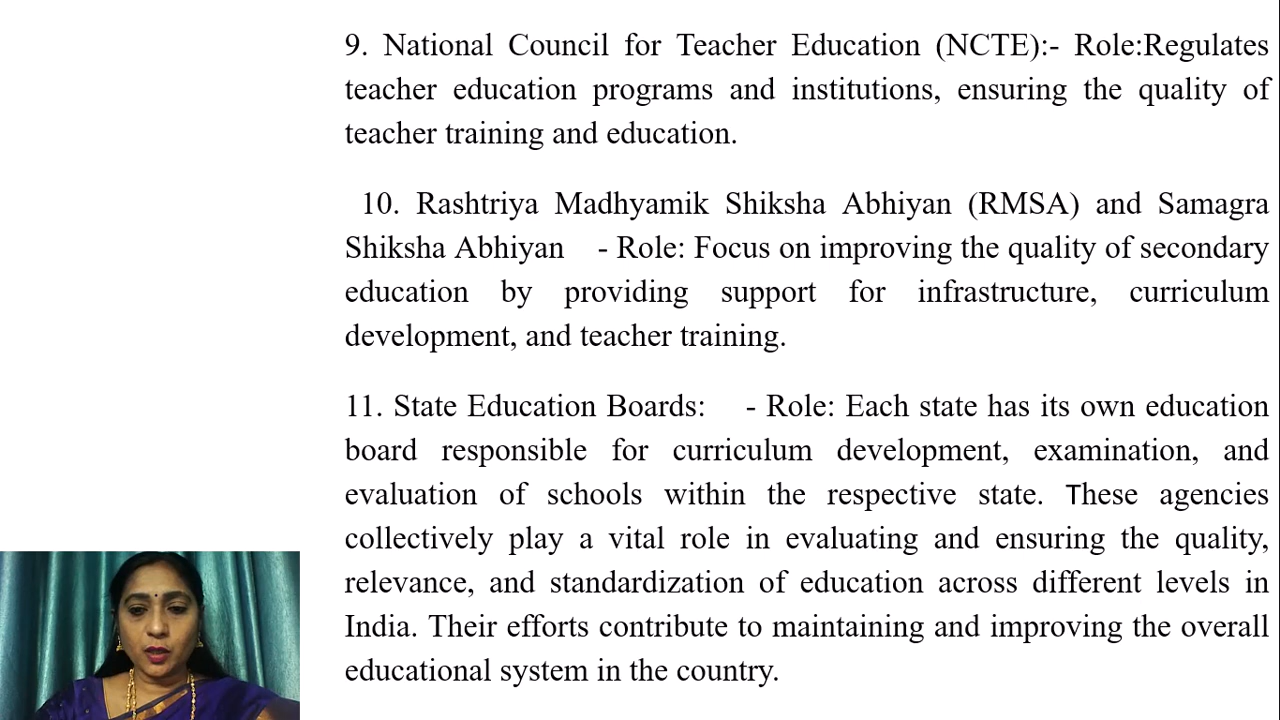 9. National Council for Teacher Education (NCTE):- Role:Regulates
teacher education programs and institutions, ensuring the quality of
teacher training and education.
10. Rashtriya Madhyamik Shiksha Abhiyan (RMSA) and Samagra
Shiksha Abhiyan - Role: Focus on improving the quality of secondary
education by providing support for infrastructure, curriculum
development, and teacher training.
11. State Education Boards: - Role: Each state has its own education
board responsible for curriculum development, examination, and
evaluation of schools within the respective state. These agencies
collectively play a vital role in evaluating and ensuring the quality,
relevance, and standardization of education across different levels in
India. Their efforts contribute to maintaining and improving the overall
educational system in the country.